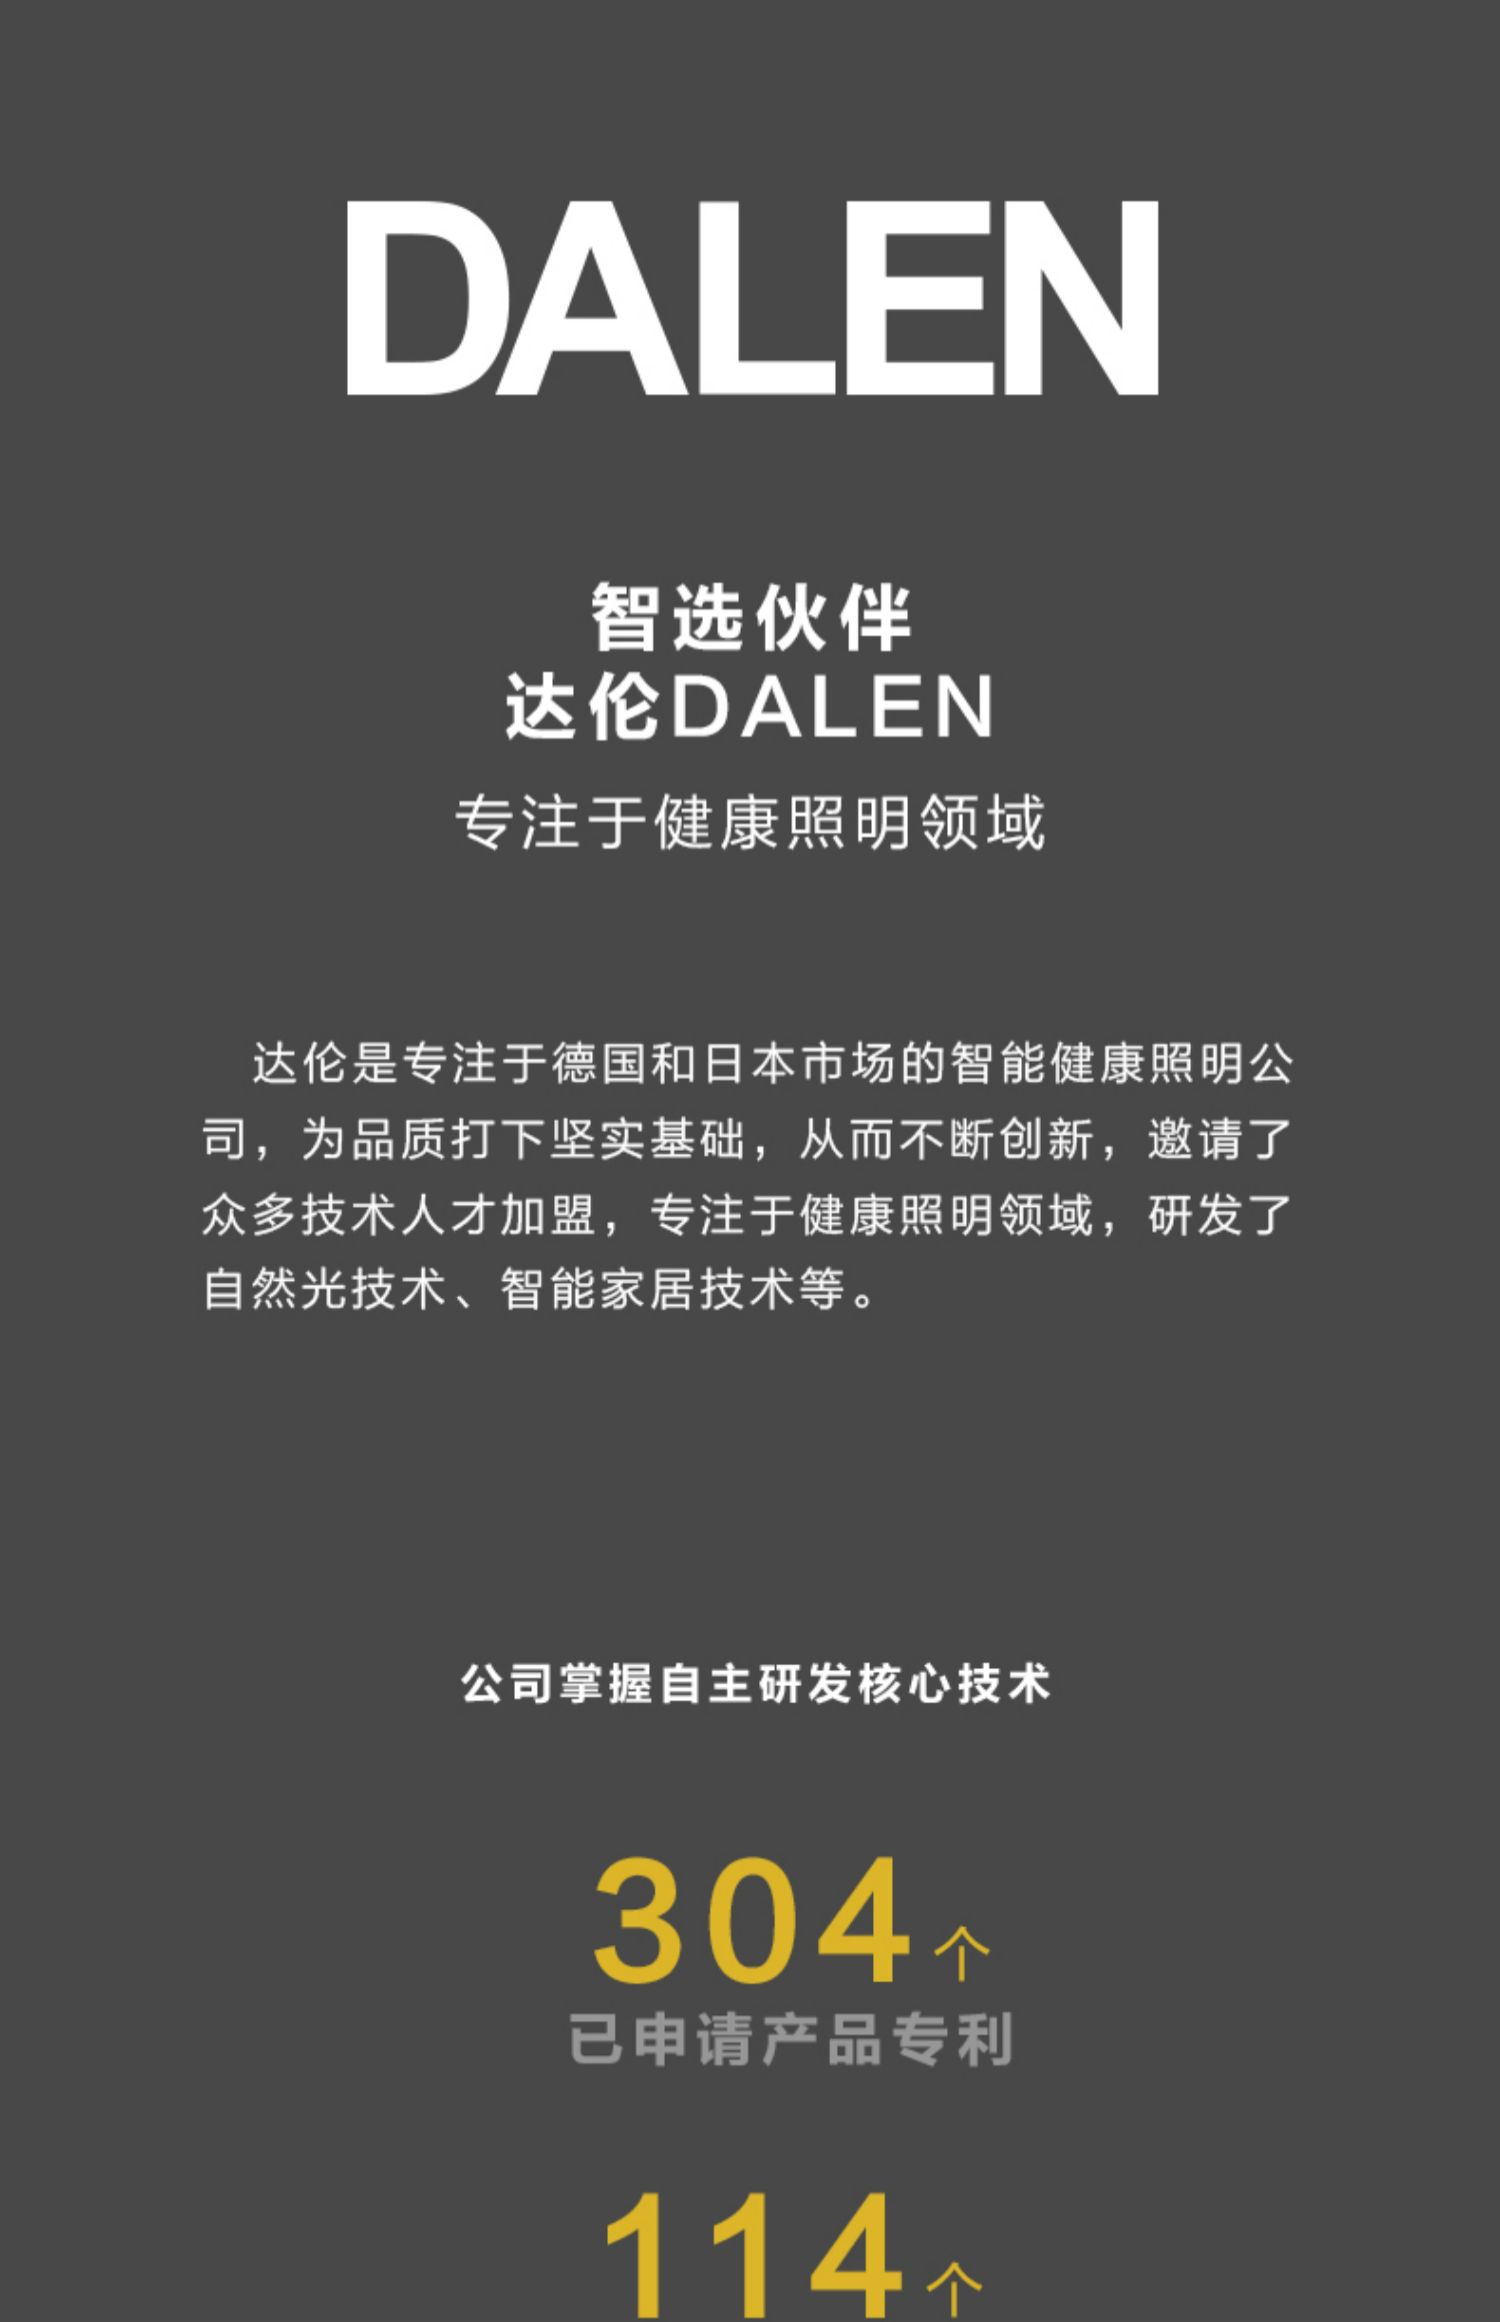 DALEN
智选伙伴
达伦DALEN
专注于健康照明领域
达伦是专注于德国和日本市场的智能健康照明公
司，为品质打下坚实基础，从而不断创新，邀请了
众多技术人才加盟，专注于健康照明领域，研发了
自然光技术、智能家居技术等。
公司掌握自主研发核心技术
304个
已申请产品专利
114个